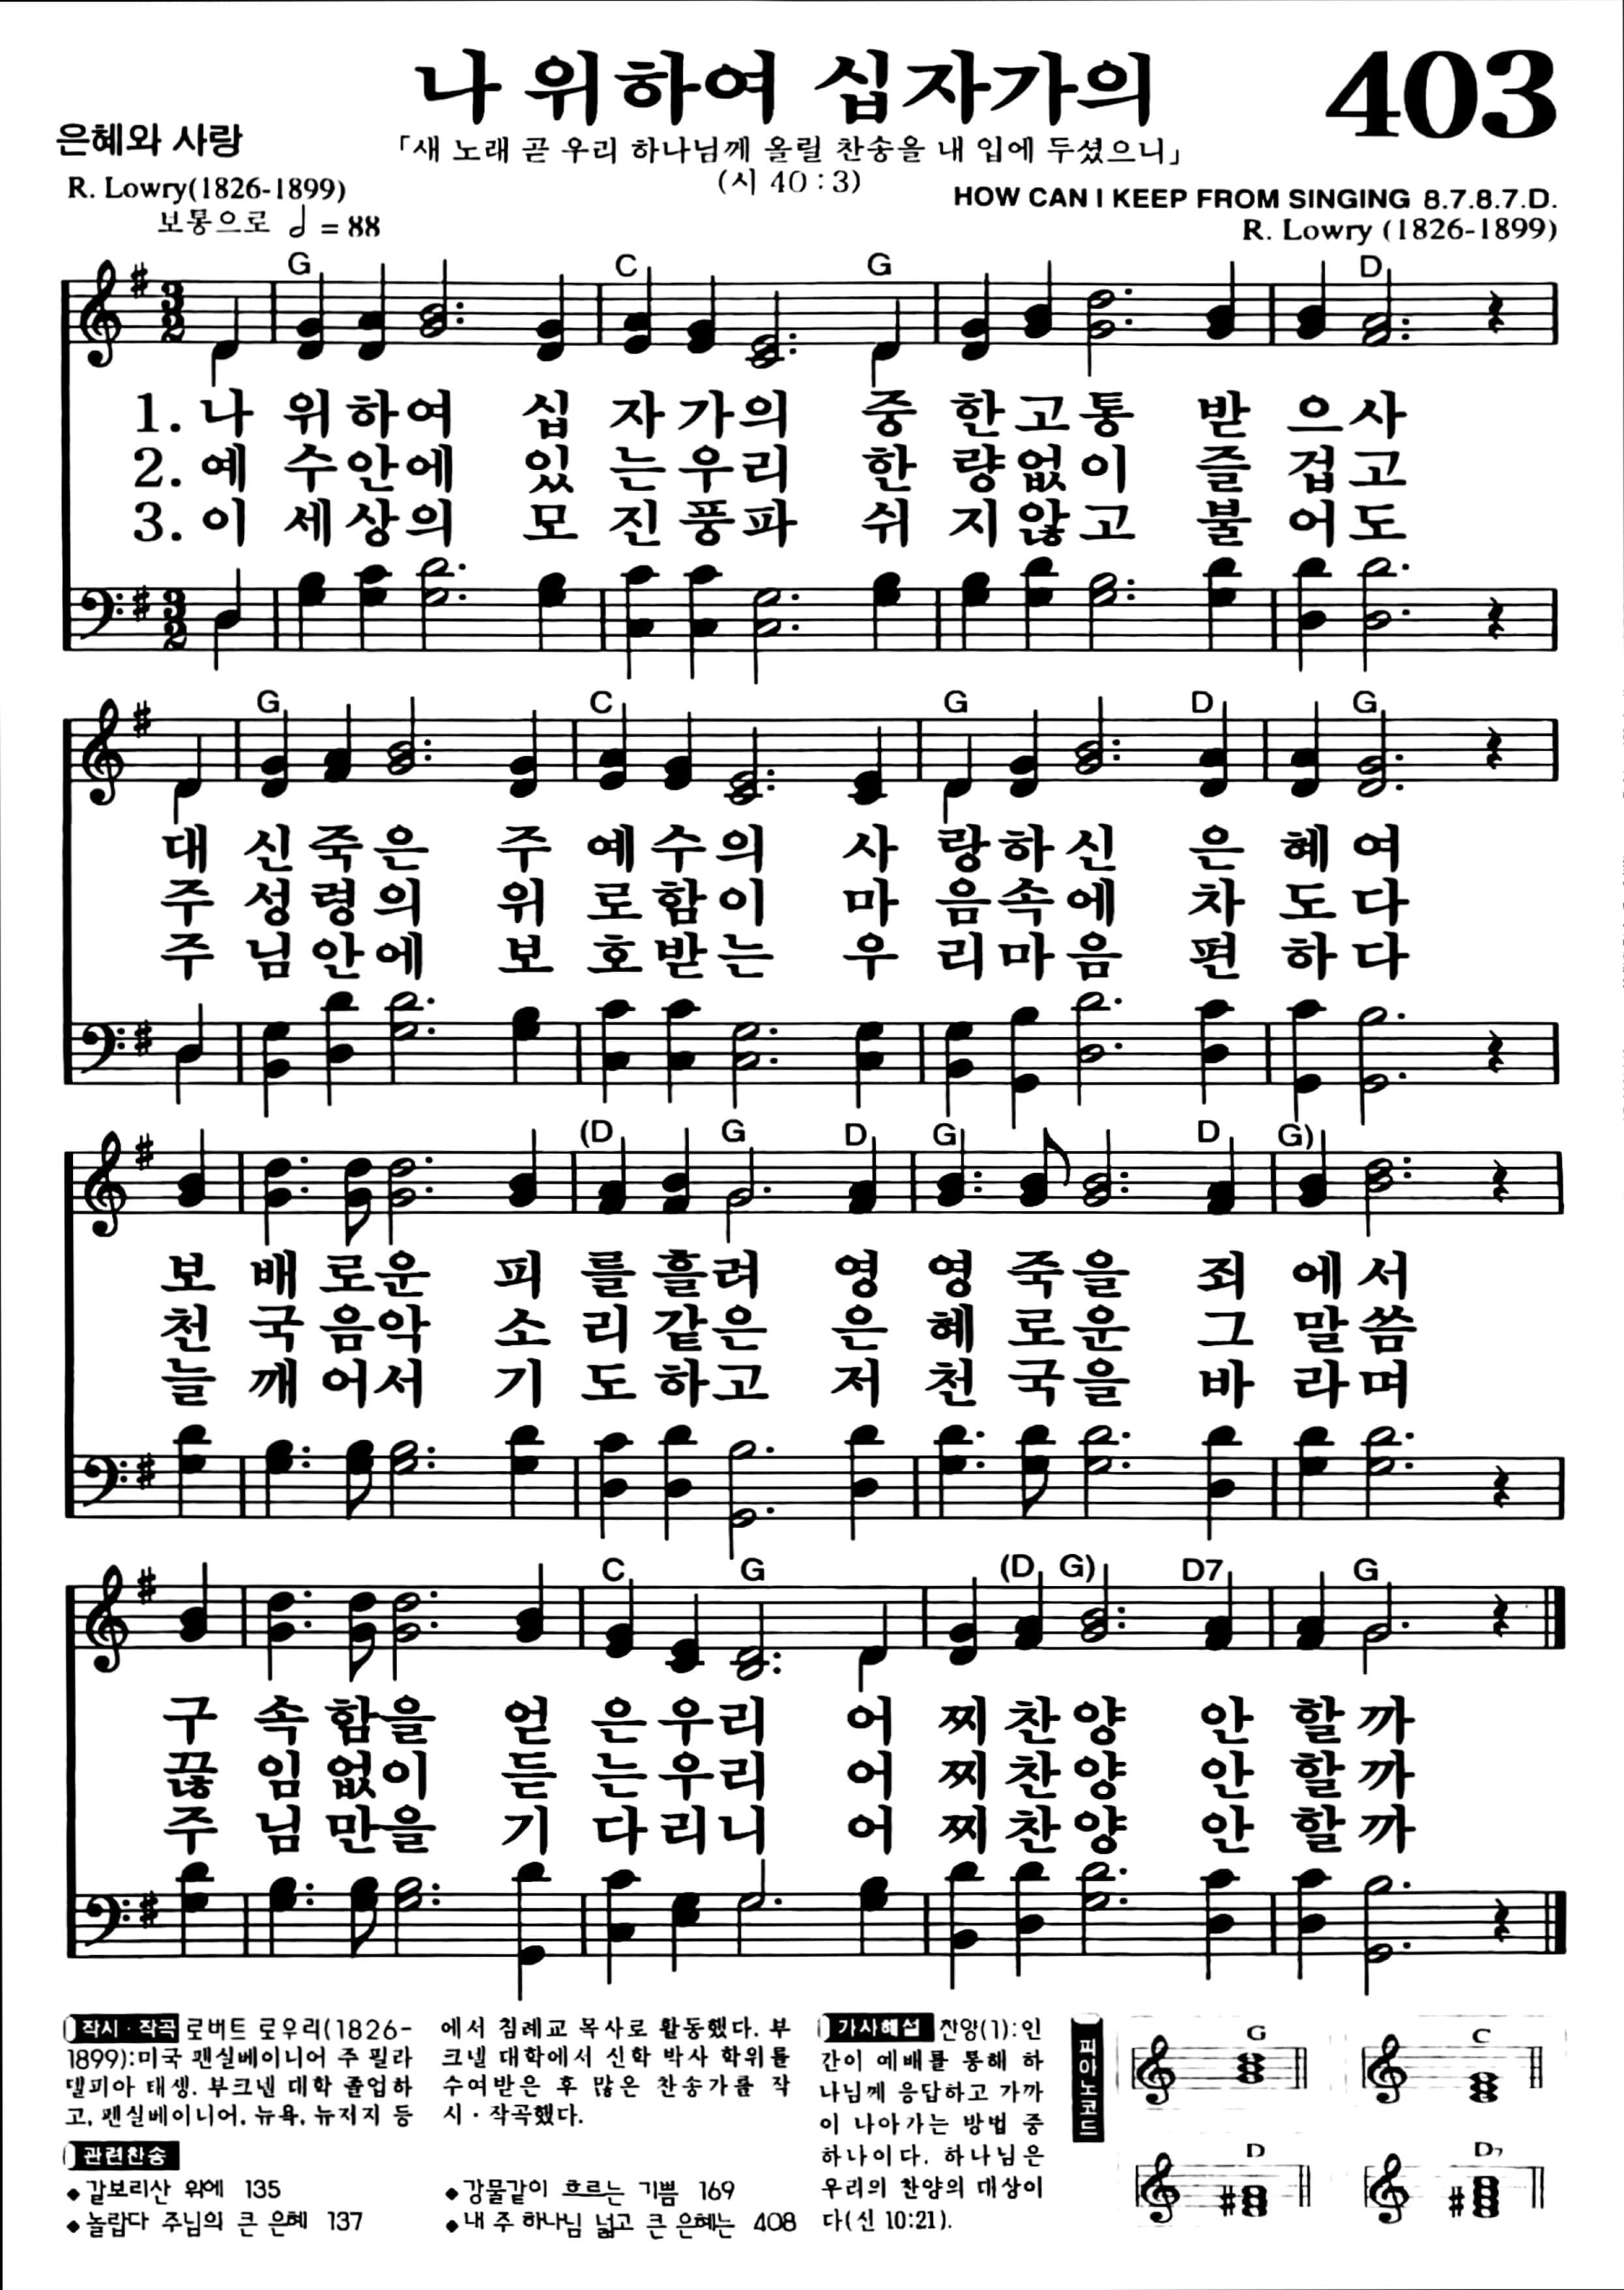 나 위하여 십자가의
403
은혜와 사랑
「새 노래 곧 우리 하나님께 올릴 찬송을 내 입에 두셨으니」
(시 40 : 3)
R. Lowry(1826-1899)
보통으로 = 88
HOW CAN I KEEP FROM SINGING 8.7.8.7.D.
R. Lowry (1826-1899)
G C G D
1. 나 위하여 십 자가의 중 한고통 받 으사
2. 예 수안에 있 는우리 한 량없이 즐 겁고
3. 이 세상의 모 진풍파 쉬 지않고 불 어도
G C G D G
대 신죽은 주 예수의 사 랑하신 은 혜여
주 성령의 위 로함이 마 음속에 차 도다
주 님안에 보 호받는 우 리마음 편 하다
(D G D G D G)
보 배로운 피 를흘려 영 영죽을 죄 에서
천 국음악 소 리같은 은 혜로운 그 말씀
늘 깨어서 기 도하고 저 천국을 바 라며
C G (D G) D7 G
구 속함을 얻 은우리 어 찌찬양 안 할까
끊 임없이 듣 는우리 어 찌찬양 안 할까
주 님만을 기 다리니 어 찌찬양 안 할까
작시·작곡 로버트 로우리(1826-
1899):미국 펜실베이니어 주 필라
델피아 태생. 부크넬 대학 졸업하
고, 펜실베이니어, 뉴욕, 뉴저지 등
에서 침례교 목사로 활동했다. 부
크넬 대학에서 신학 박사 학위를
수여받은 후 많은 찬송가를 작
시·작곡했다.
관련찬송
◆갈보리산 위에 135
◆놀랍다 주님의 큰 은혜 137
◆강물같이 흐르는 기쁨 169
◆내 주 하나님 넓고 큰 은혜는 408
가사해설 찬양(1):인
간이 예배를 통해 하
나님께 응답하고 가까
이 나아가는 방법 중
하나이다. 하나님은
우리의 찬양의 대상이
다(신 10:21).
피아노코드
G
C
D
D7